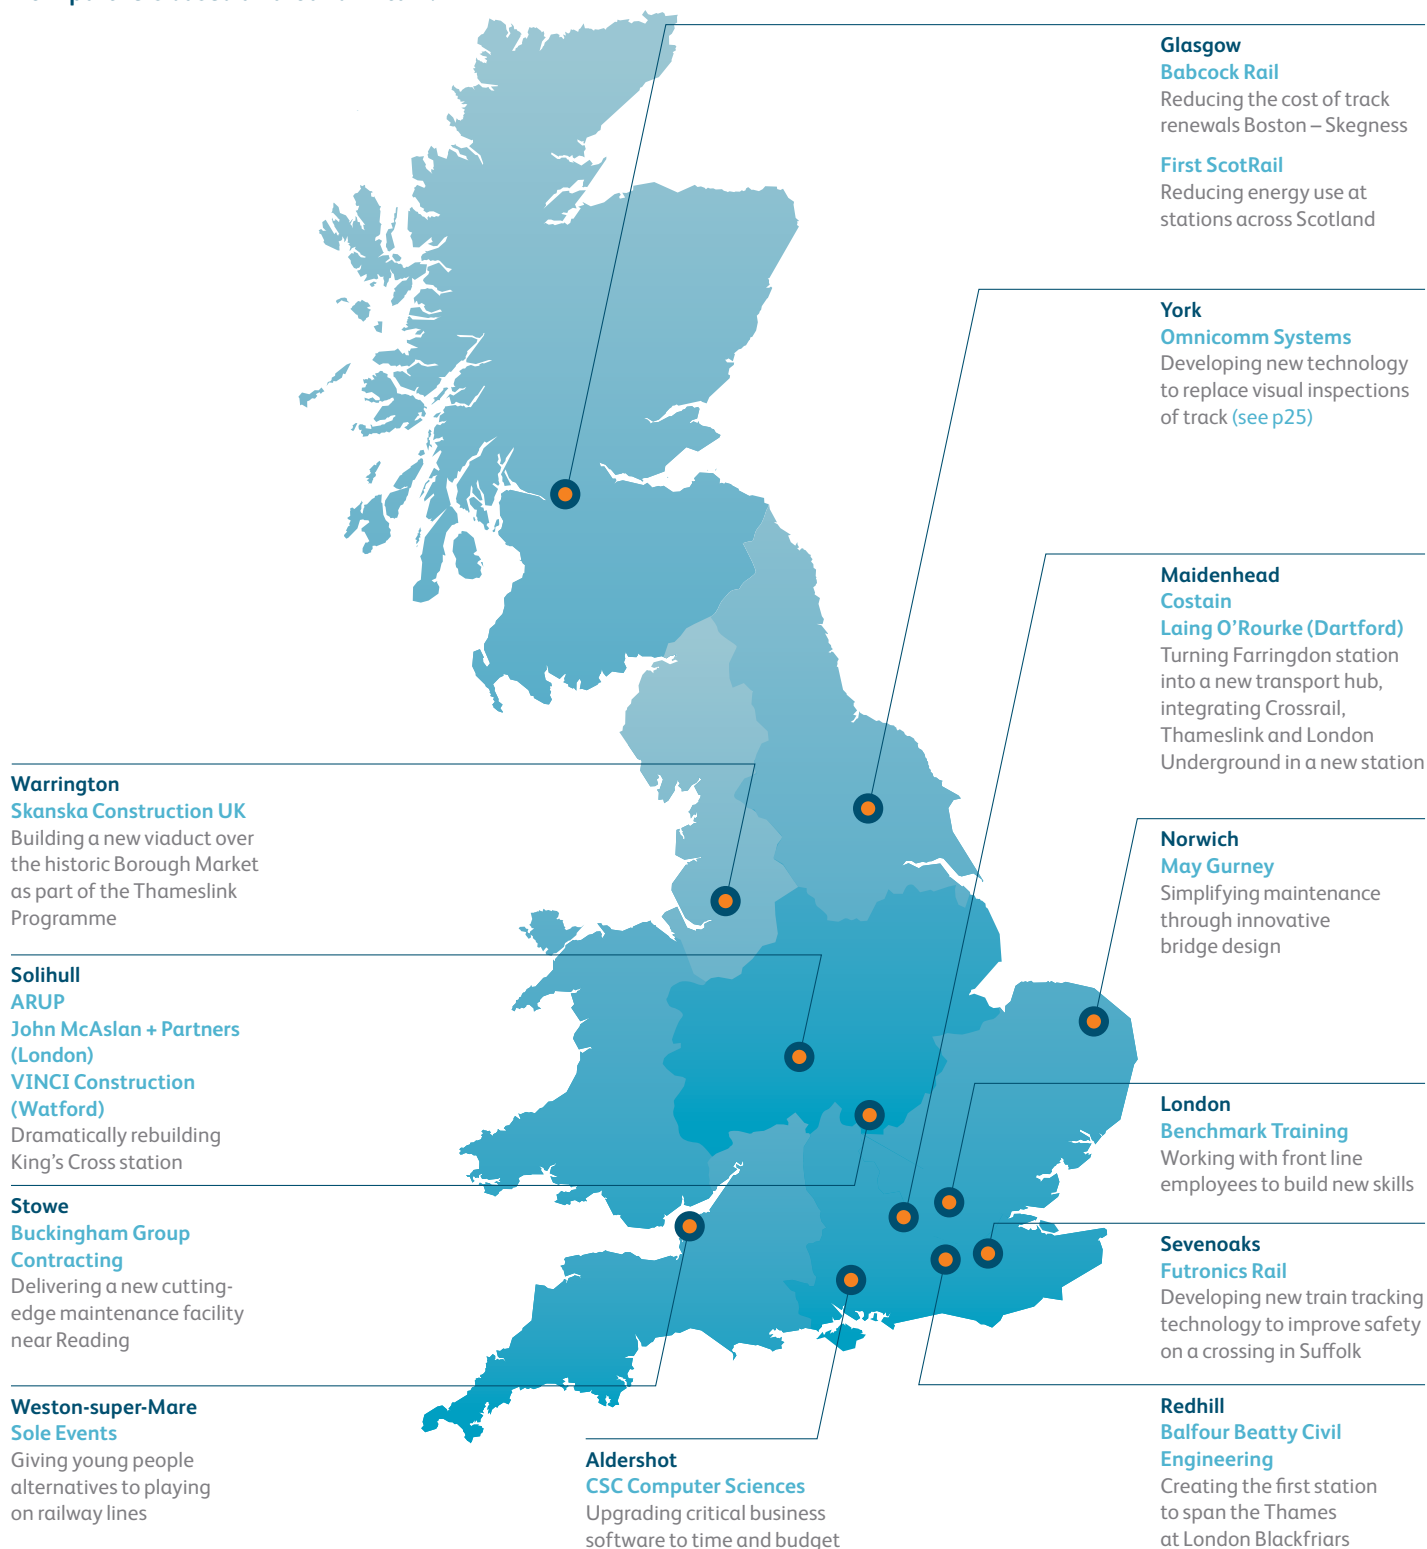 Glasgow
Babcock Rail
Reducing the cost of track
renewals Boston – Skegness
First ScotRail
Reducing energy use at
stations across Scotland
York
Omnicomm Systems
Developing new technology
to replace visual inspections
of track (see p25)
Maidenhead
Costain
Laing O’Rourke (Dartford)
Turning Farringdon station
into a new transport hub,
integrating Crossrail,
Thameslink and London
Underground in a new station
Warrington
Skanska Construction UK
Building a new viaduct over
the historic Borough Market
as part of the Thameslink
Programme
Norwich
May Gurney
Simplifying maintenance
through innovative
bridge design
Solihull
ARUP
John McAslan + Partners
(London)
VINCI Construction
(Watford)
Dramatically rebuilding
King’s Cross station
London
Benchmark Training
Working with front line
employees to build new skills
Stowe
Buckingham Group
Contracting
Delivering a new cutting-
edge maintenance facility
near Reading
Sevenoaks
Futronics Rail
Developing new train tracking
technology to improve safety
on a crossing in Suffolk
Weston-super-Mare
Sole Events
Giving young people
alternatives to playing
on railway lines
Aldershot
CSC Computer Sciences
Upgrading critical business
software to time and budget
Redhill
Balfour Beatty Civil
Engineering
Creating the first station
to span the Thames
at London Blackfriars